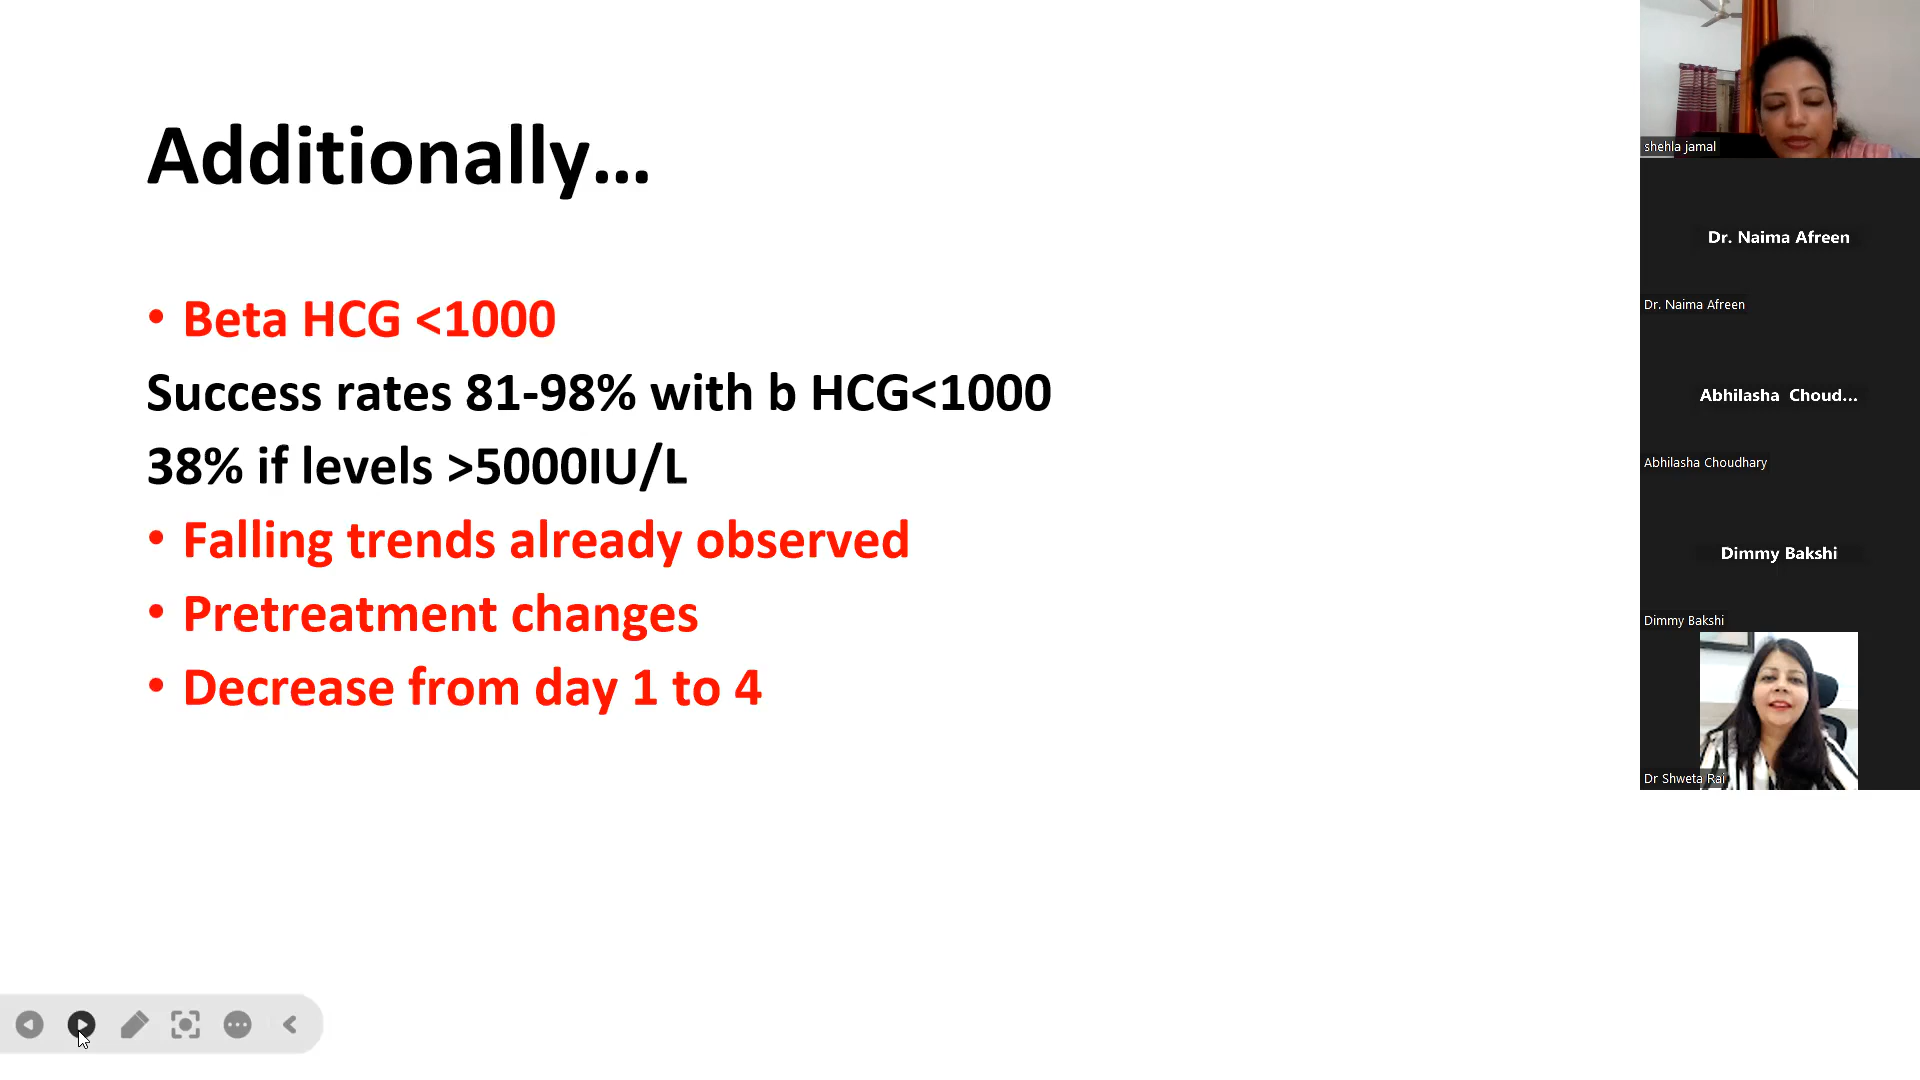 Additionally...
• Beta HCG <1000
Success rates 81-98% with b HCG<1000
38% if levels >5000IU/L
• Falling trends already observed
• Pretreatment changes
• Decrease from day 1 to 4
shehla jamal
Dr. Naima Afreen
Dr. Naima Afreen
Abhilasha Choud...
Abhilasha Choudhary
Dimmy Bakshi
Dimmy Bakshi
Dr Shweta Rai